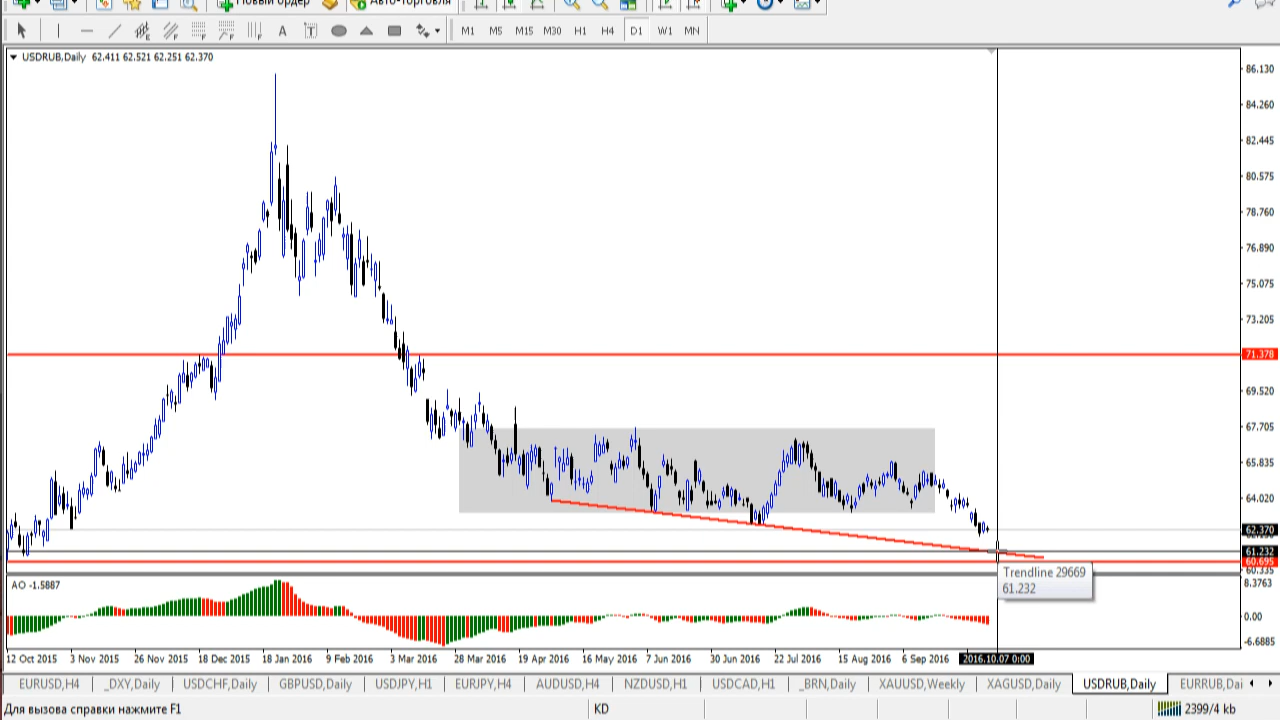 Новый ордер Авто-торговля
A T M1 M5 M15 M30 H1 H4 D1 W1 MN
USDRUB,Daily 62.411 62.521 62.251 62.370
86.130
84.260
82.445
80.575
78.760
76.890
75.075
73.205
71.378
69.520
67.705
65.835
64.020
62.370
61.232
60.695
60.335
Trendline 29669
61.232
AO -1.5887
8.3763
0.00
-6.6885
12 Oct 2015 3 Nov 2015 26 Nov 2015 18 Dec 2015 18 Jan 2016 9 Feb 2016 3 Mar 2016 28 Mar 2016 19 Apr 2016 16 May 2016 7 Jun 2016 30 Jun 2016 22 Jul 2016 15 Aug 2016 6 Sep 2016 2016.10.07 0:00
EURUSD,H4 _DXY,Daily USDCHF,Daily GBPUSD,Daily USDJPY,H1 EURJPY,H4 AUDUSD,H4 NZDUSD,H1 USDCAD,H1 _BRN,Daily XAUUSD,Weekly XAGUSD,Daily USDRUB,Daily EURRUB,Dai
Для вызова справки нажмите F1 KD 2399/4 kb